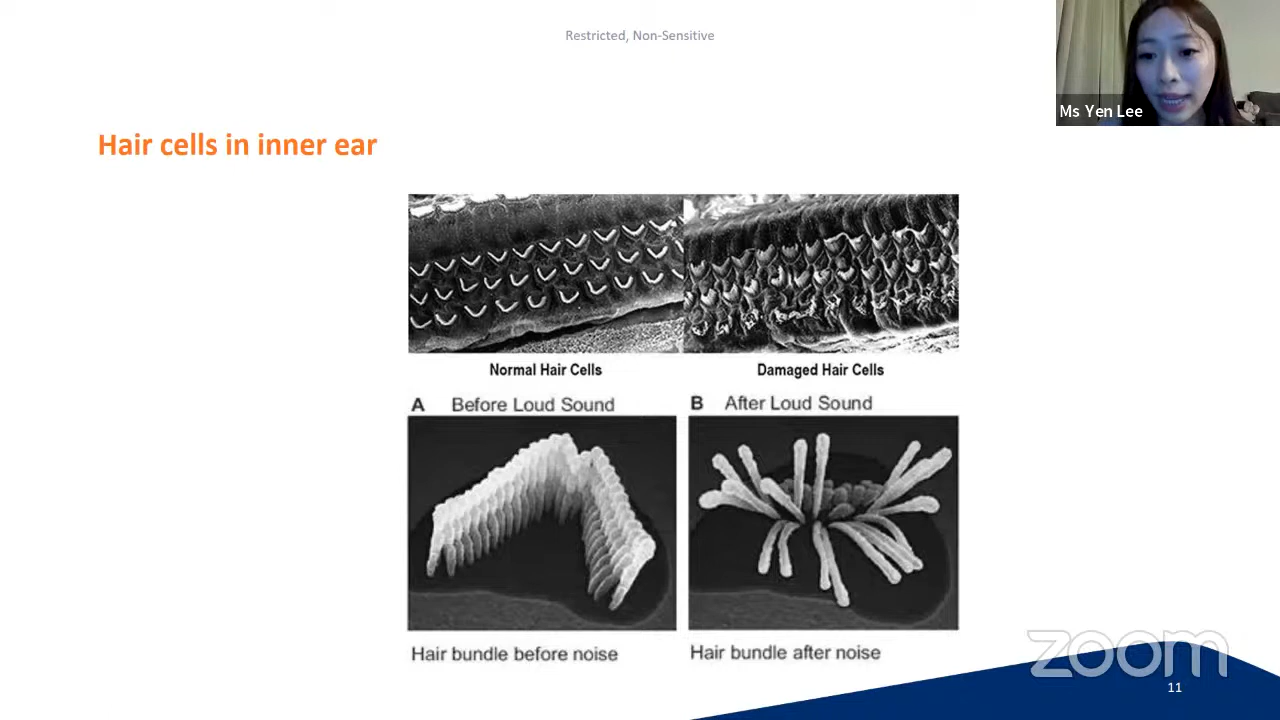 Restricted, Non-Sensitive
Ms Yen Lee
Hair cells in inner ear
Normal Hair Cells
Damaged Hair Cells
A Before Loud Sound
B After Loud Sound
Hair bundle before noise
Hair bundle after noise
zoom
11